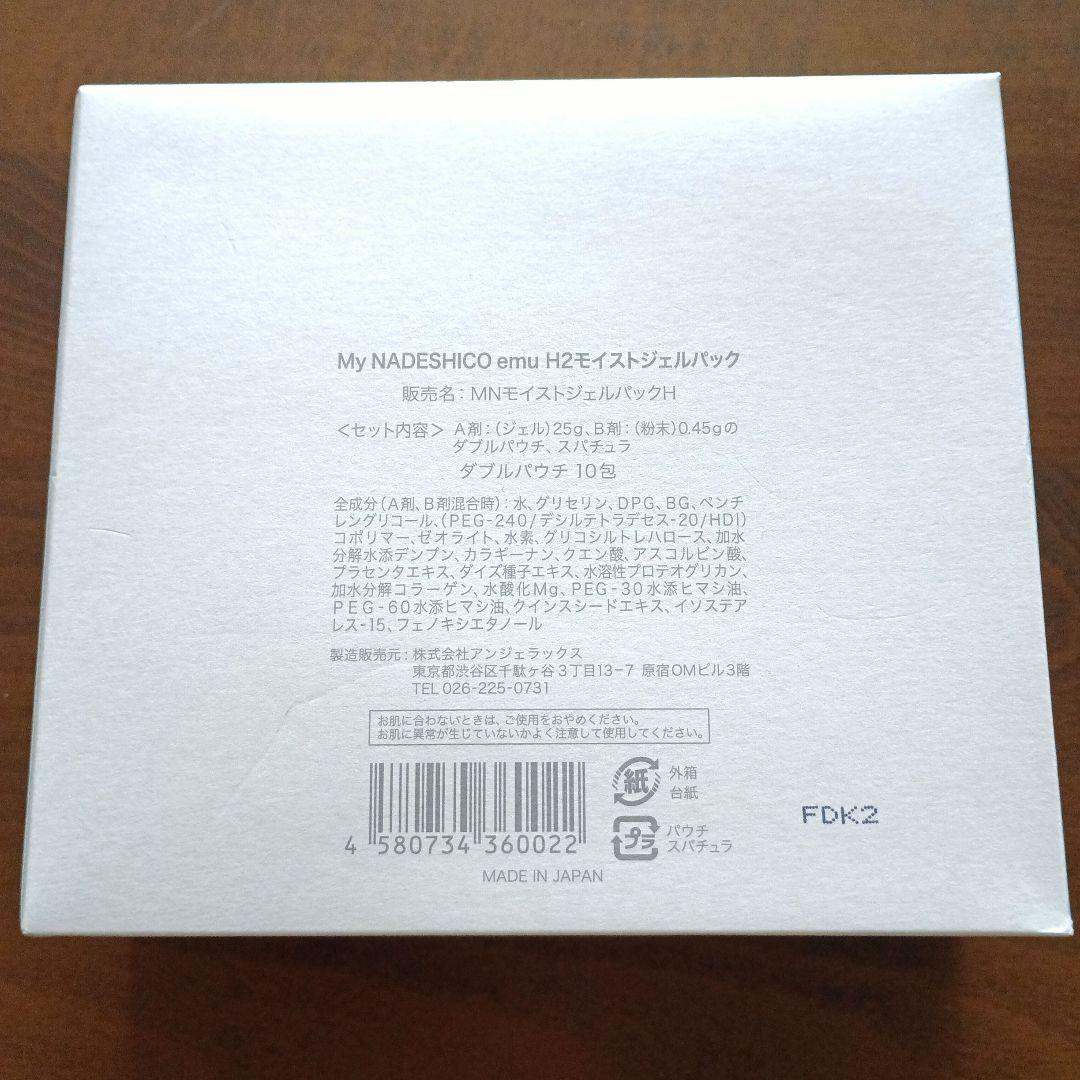 My NADESHICO emu H2モイストジェルパック
販売名：MNモイストジェルパックH
＜セット内容＞ A剤：（ジェル）25g、B剤：（粉末）0.45gの
ダブルパウチ、スパチュラ
ダブルパウチ 10包
全成分（A剤、B剤混合時）：水、グリセリン、DPG、BG、ペンチ
レングリコール、（PEG-240/デシルテトラデセス-20/HDI）
コポリマー、ゼオライト、水素、グリコシルトレハロース、加水
分解水添デンプン、カラギーナン、クエン酸、アスコルビン酸、
プラセンタエキス、ダイズ種子エキス、水溶性プロテオグリカン、
加水分解コラーゲン、水酸化Mg、PEG-30水添ヒマシ油、
PEG-60水添ヒマシ油、クインスシードエキス、イソステア
レス-15、フェノキシエタノール
製造販売元：株式会社アンジェラックス
東京都渋谷区千駄ヶ谷3丁目13-7 原宿OMビル3階
TEL 026-225-0731
お肌に合わないときは、ご使用をおやめください。
お肌に異常が生じていないかよく注意して使用してください。
紙 外箱
台紙
プラ パウチ
スパチュラ
FDK2
4 580734 360022
MADE IN JAPAN